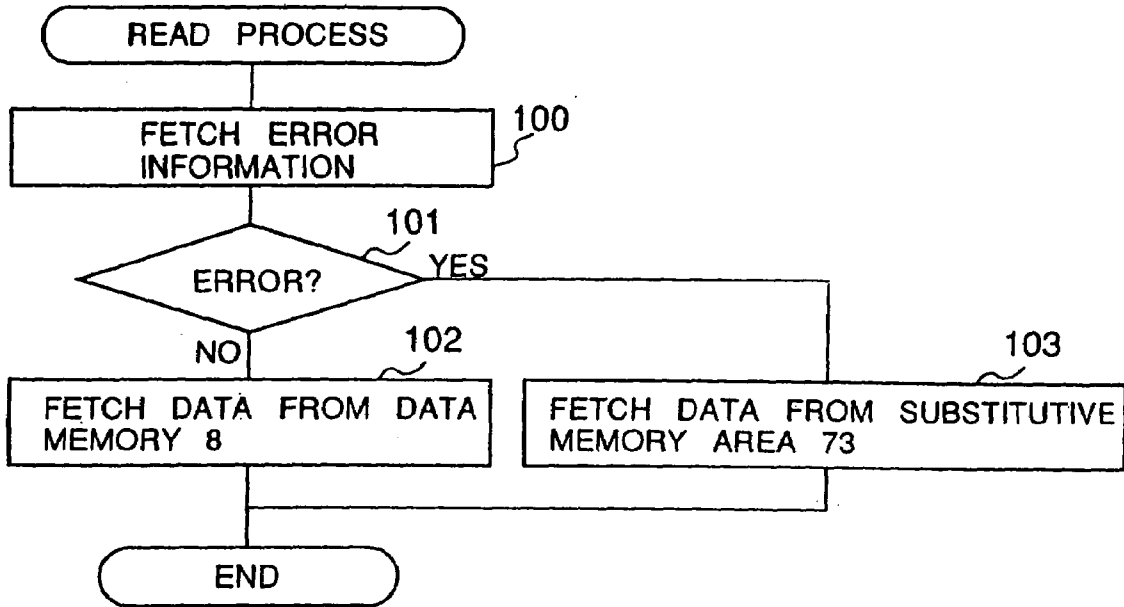 READ PROCESS
100
FETCH ERROR
INFORMATION
101
ERROR?
YES
NO
102
103
FETCH DATA FROM DATA
MEMORY 8
FETCH DATA FROM SUBSTITUTIVE
MEMORY AREA 73
END